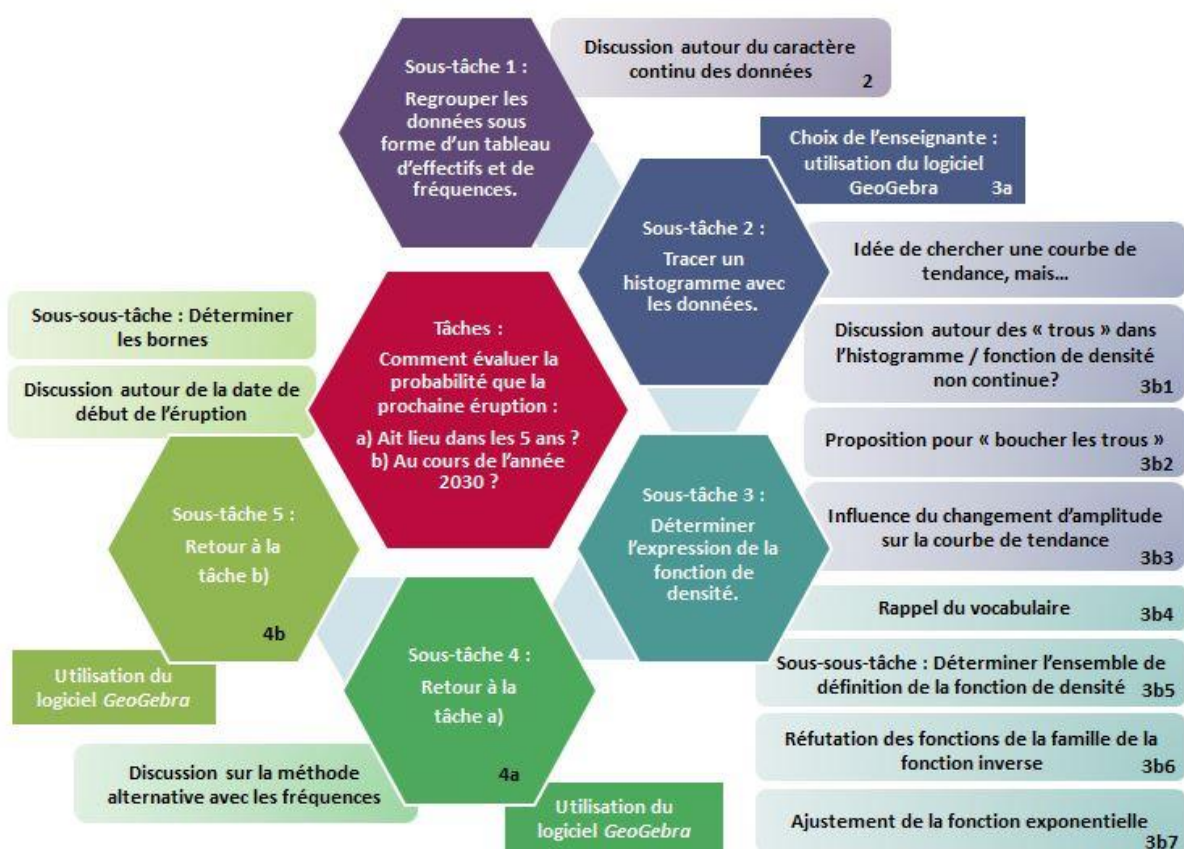 Sous-tâche 1 :
Regrouper les
données sous
forme d'un tableau
d'effectifs et de
fréquences.
Discussion autour du caractère
continu des données
2
Choix de l'enseignante :
utilisation du logiciel
GeoGebra 3a
Sous-tâche 2 :
Tracer un
histogramme avec
les données.
Idée de chercher une courbe de
tendance, mais...
Discussion autour des « trous » dans
l'histogramme / fonction de densité
non continue?
3b1
Proposition pour « boucher les trous »
3b2
Influence du changement d'amplitude
sur la courbe de tendance
3b3
Tâches :
Comment évaluer la
probabilité que la
prochaine éruption :
a) Ait lieu dans les 5 ans ?
b) Au cours de l'année
2030 ?
Sous-tâche 3 :
Déterminer
l'expression de la
fonction de
densité.
Rappel du vocabulaire 3b4
Sous-sous-tâche : Déterminer l'ensemble de
définition de la fonction de densité 3b5
Réfutation des fonctions de la famille de la
fonction inverse 3b6
Ajustement de la fonction exponentielle
3b7
Sous-tâche 4 :
Retour à la
tâche a)
4a
Utilisation du
logiciel GeoGebra
Discussion sur la méthode
alternative avec les fréquences
Sous-tâche 5 :
Retour à la
tâche b)
4b
Utilisation du
logiciel GeoGebra
Sous-sous-tâche : Déterminer
les bornes
Discussion autour de la date de
début de l'éruption